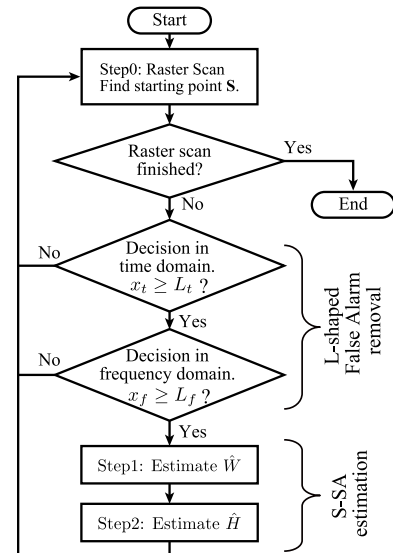 Start
Step0: Raster Scan
Find starting point S.
Raster scan
finished?
Yes
End
No
Decision in
time domain.
x_t ≥ L_t ?
No
Yes
Decision in
frequency domain.
x_f ≥ L_f ?
No
Yes
L-shaped
False Alarm
removal
Step1: Estimate Ŵ
Step2: Estimate Ĥ
S-SA
estimation